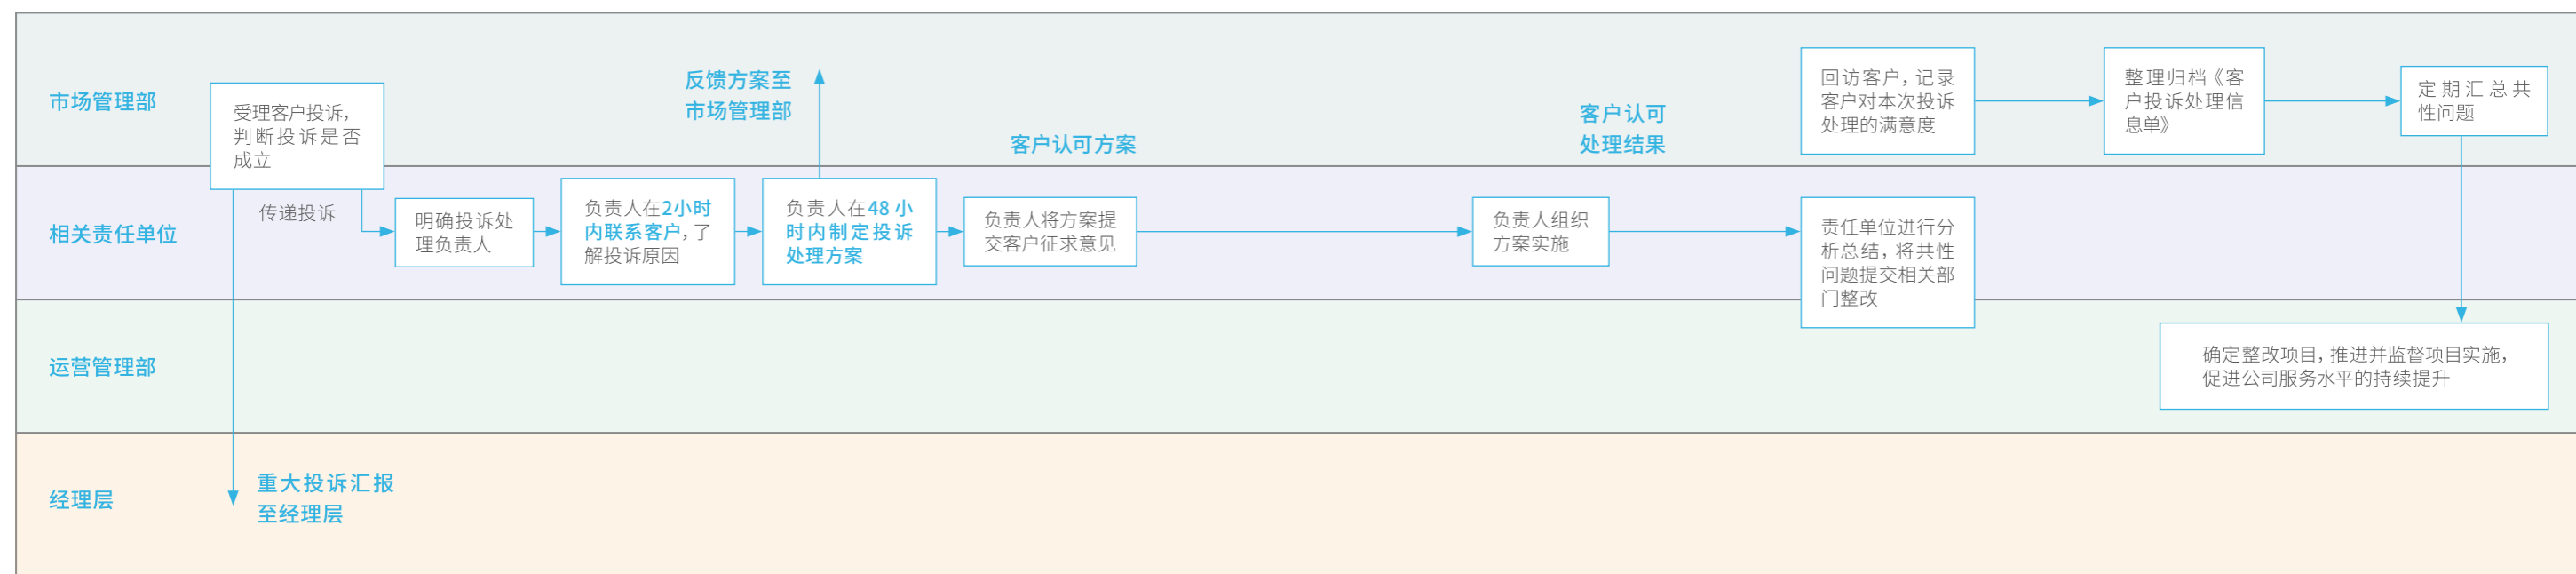 市场管理部
受理客户投诉，
判断投诉是否
成立
反馈方案至
市场管理部
客户认可方案
客户认可
处理结果
回访客户，记录
客户对本次投诉
处理的满意度
整理归档《客
户投诉处理信
息单》
定期汇总共
性问题
相关责任单位
传递投诉
明确投诉处
理负责人
负责人在2小时
内联系客户，了
解投诉原因
负责人在48 小
时内制定投诉
处理方案
负责人将方案提
交客户征求意见
负责人组织
方案实施
责任单位进行分
析总结，将共性
问题提交相关部
门整改
运营管理部
确定整改项目，推进并监督项目实施，
促进公司服务水平的持续提升
经理层
重大投诉汇报
至经理层